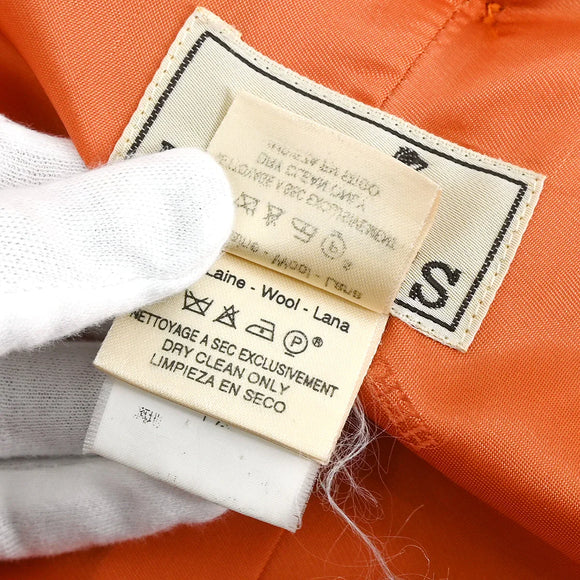 Laine - Wool - Lana
P ®
NETTOYAGE A SEC EXCLUSIVEMENT
DRY CLEAN ONLY
LIMPIEZA EN SECO
S